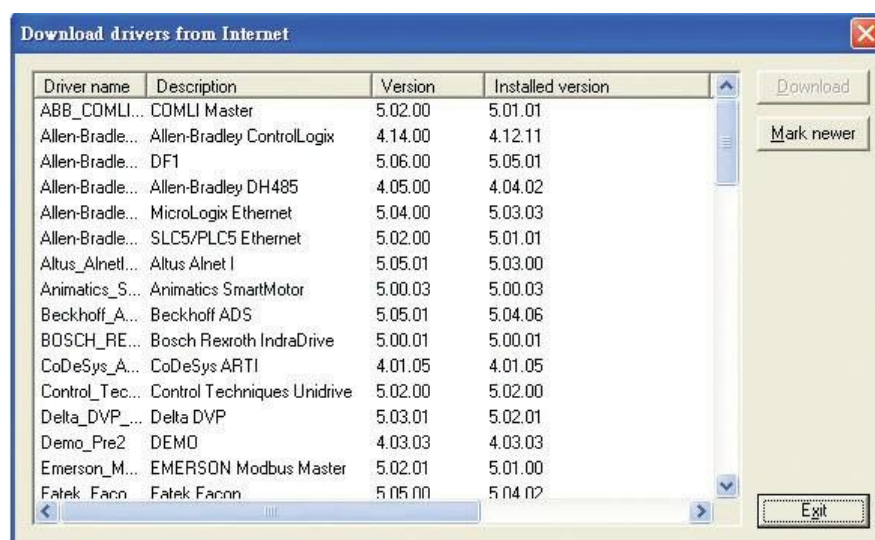 Download drivers from Internet
Driver name Description Version Installed version
ABB_COMLI... COMLI Master 5.02.00 5.01.01
Allen-Bradle... Allen-Bradley ControlLogix 4.14.00 4.12.11
Allen-Bradle... DF1 5.06.00 5.05.01
Allen-Bradle... Allen-Bradley DH485 4.05.00 4.04.02
Allen-Bradle... MicroLogix Ethernet 5.04.00 5.03.03
Allen-Bradle... SLC5/PLC5 Ethernet 5.02.00 5.01.01
Altus_Alnetl... Altus Alnet I 5.05.01 5.03.00
Animatics_S... Animatics SmartMotor 5.00.03 5.00.03
Beckhoff_A... Beckhoff ADS 5.05.01 5.04.06
BOSCH_RE... Bosch Rexroth IndraDrive 5.00.01 5.00.01
CoDeSys_A... CoDeSys ARTI 4.01.05 4.01.05
Control_Tec... Control Techniques Unidrive 5.02.00 5.02.00
Delta_DVP_... Delta DVP 5.03.01 5.02.01
Demo_Pre2 DEMO 4.03.03 4.03.03
Emerson_M... EMERSON Modbus Master 5.02.01 5.01.00
Fatek_Faco... Fatek Facon 5.05.00 5.04.02
Download
Mark newer
Exit